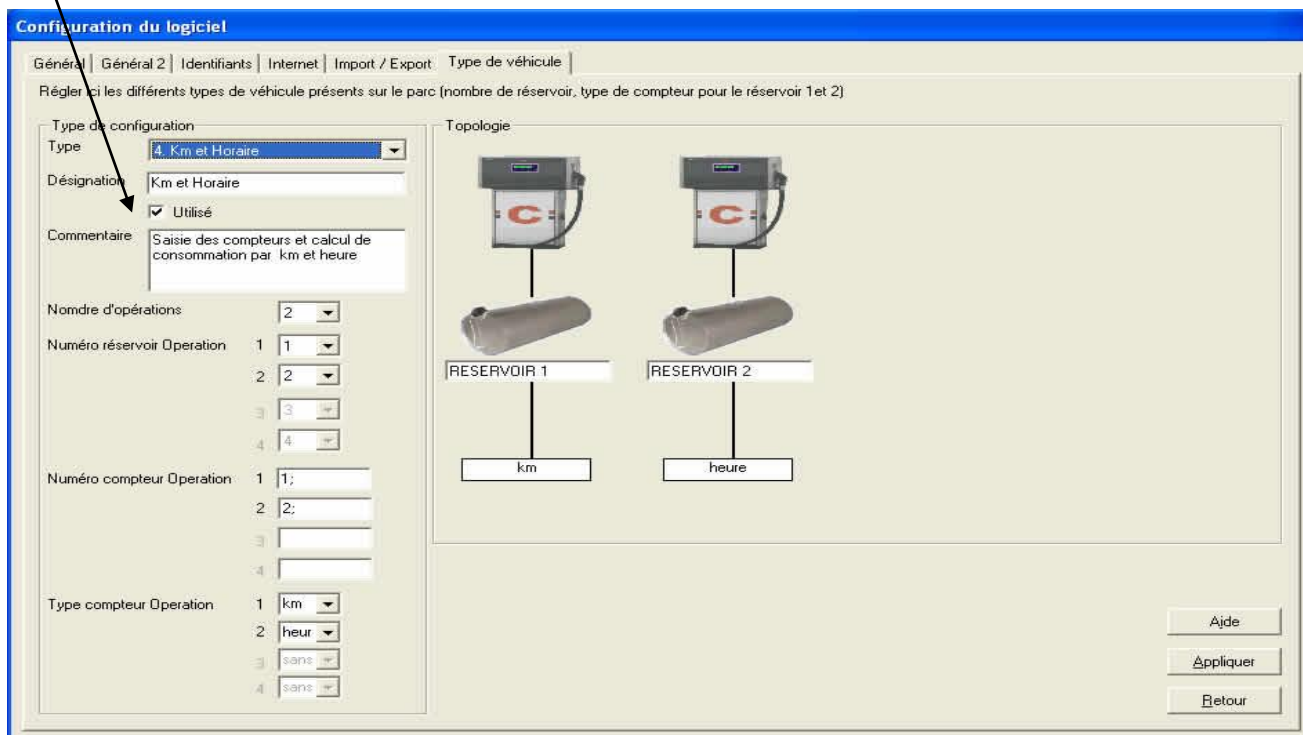 Configuration du logiciel
Général
Général 2
Identifiants
Internet
Import / Export
Type de véhicule
Régler ici les différents types de véhicule présents sur le parc (nombre de réservoir, type de compteur pour le réservoir 1et 2)
Type de configuration
Type
4. Km et Horaire
Désignation
Km et Horaire
Utilisé
Commentaire
Saisie des compteurs et calcul de
consommation par km et heure
Nomdre d'opérations
2
Numéro réservoir Operation
1 1
2 2
3 3
4 4
Numéro compteur Operation
1 1;
2 2;
3
4
Type compteur Operation
1 km
2 heur
3 sans
4 sans
Topologie
C
C
RESERVOIR 1
RESERVOIR 2
km
heure
Aide
Appliquer
Retour